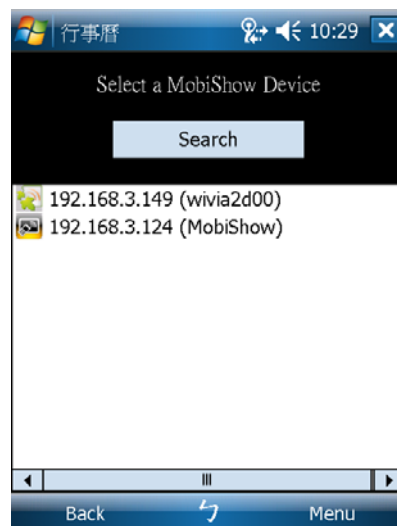 行事曆 10:29
Select a MobiShow Device
Search
192.168.3.149 (wivia2d00)
192.168.3.124 (MobiShow)
Back ㄅ Menu